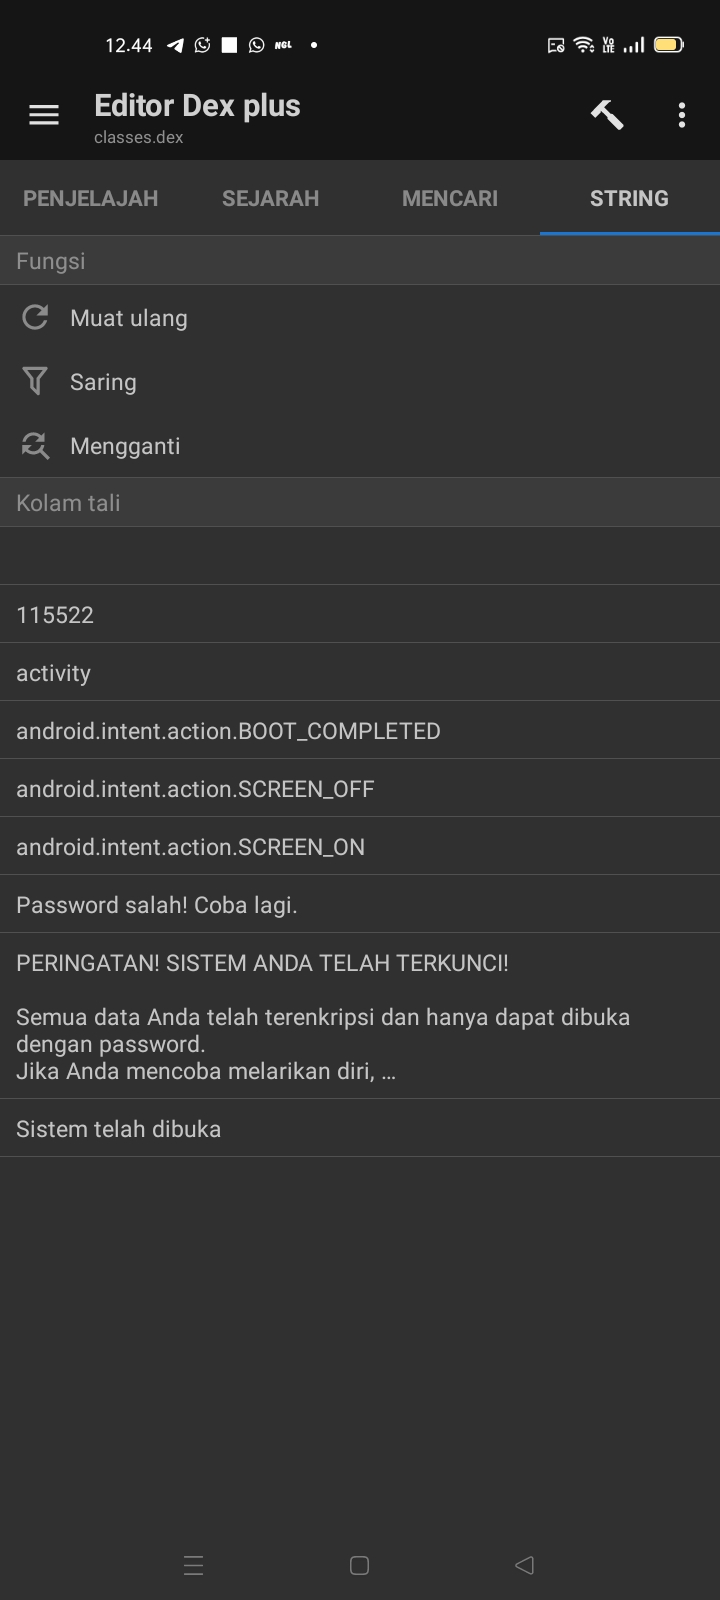 12.44 NGL VO LTE
Editor Dex plus
classes.dex
PENJELAJAH SEJARAH MENCARI STRING
Fungsi
Muat ulang
Saring
Mengganti
Kolam tali
115522
activity
android.intent.action.BOOT_COMPLETED
android.intent.action.SCREEN_OFF
android.intent.action.SCREEN_ON
Password salah! Coba lagi.
PERINGATAN! SISTEM ANDA TELAH TERKUNCI!
Semua data Anda telah terenkripsi dan hanya dapat dibuka
dengan password.
Jika Anda mencoba melarikan diri, …
Sistem telah dibuka